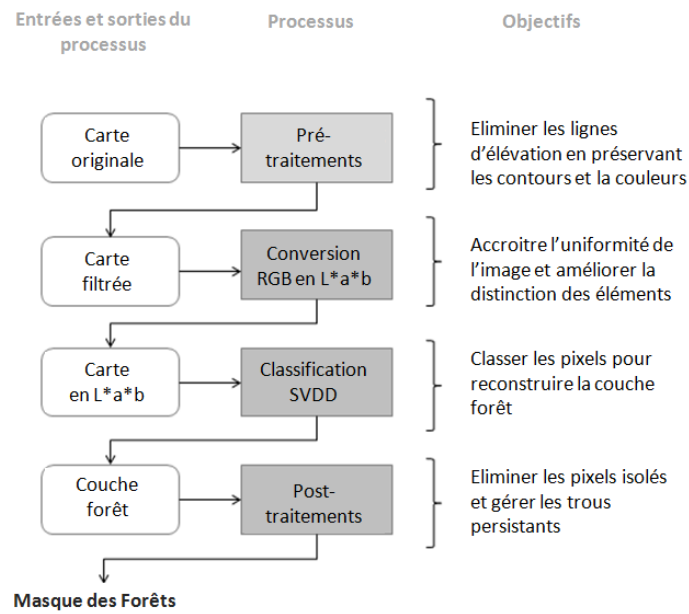 Entrées et sorties du
processus
Processus
Objectifs
Carte
originale
Pré-
traitements
Eliminer les lignes
d'élévation en préservant
les contours et la couleurs
Carte
filtrée
Conversion
RGB en L*a*b
Accroitre l'uniformité de
l'image et améliorer la
distinction des éléments
Carte
en L*a*b
Classification
SVDD
Classer les pixels pour
reconstruire la couche
forêt
Couche
forêt
Post-
traitements
Eliminer les pixels isolés
et gérer les trous
persistants
Masque des Forêts